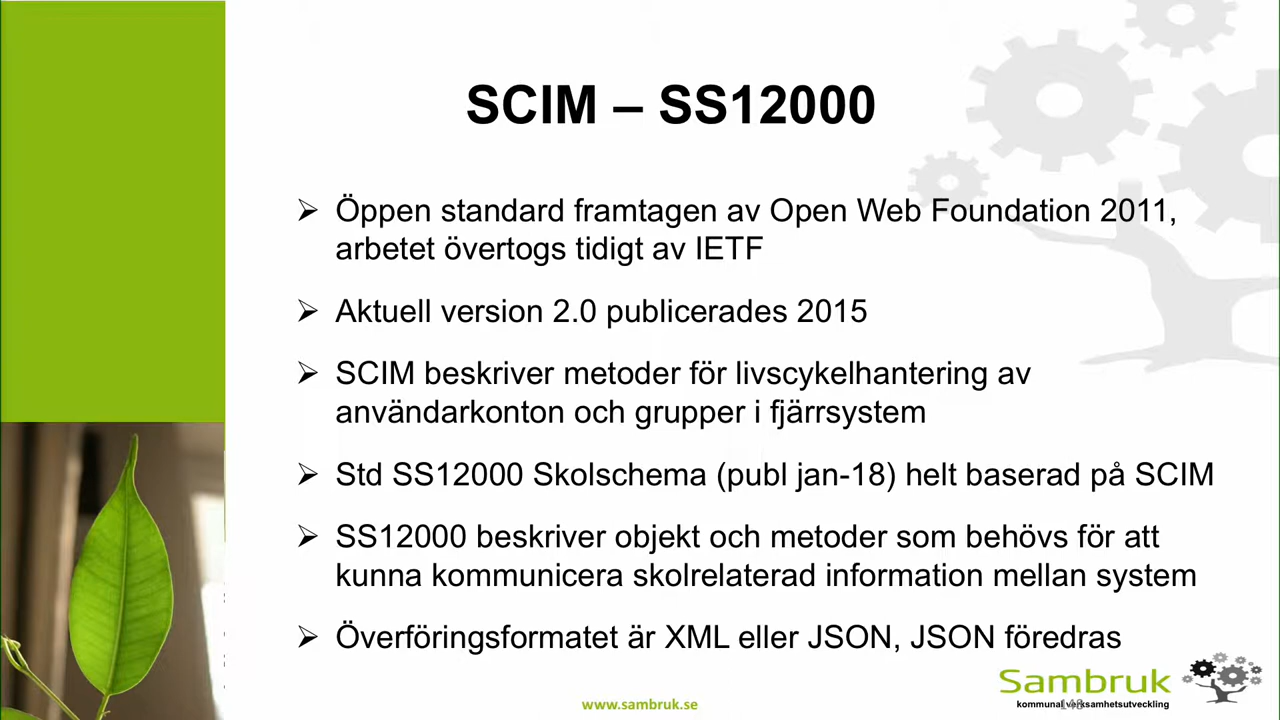 SCIM – SS12000
Öppen standard framtagen av Open Web Foundation 2011,
arbetet övertogs tidigt av IETF
Aktuell version 2.0 publicerades 2015
SCIM beskriver metoder för livscykelhantering av
användarkonton och grupper i fjärrsystem
Std SS12000 Skolschema (publ jan-18) helt baserad på SCIM
SS12000 beskriver objekt och metoder som behövs för att
kunna kommunicera skolrelaterad information mellan system
Överföringsformatet är XML eller JSON, JSON föredras
Sambruk
kommunal verksamhetsutveckling
www.sambruk.se